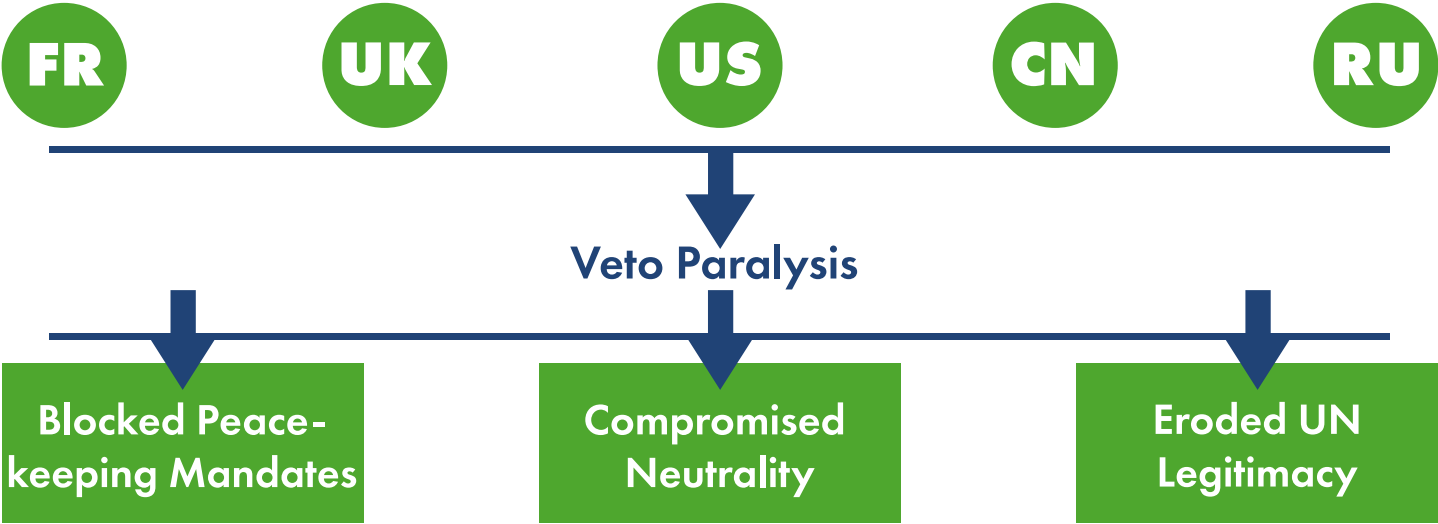 FR
UK
US
CN
RU
Veto Paralysis
Blocked Peace-
keeping Mandates
Compromised
Neutrality
Eroded UN
Legitimacy